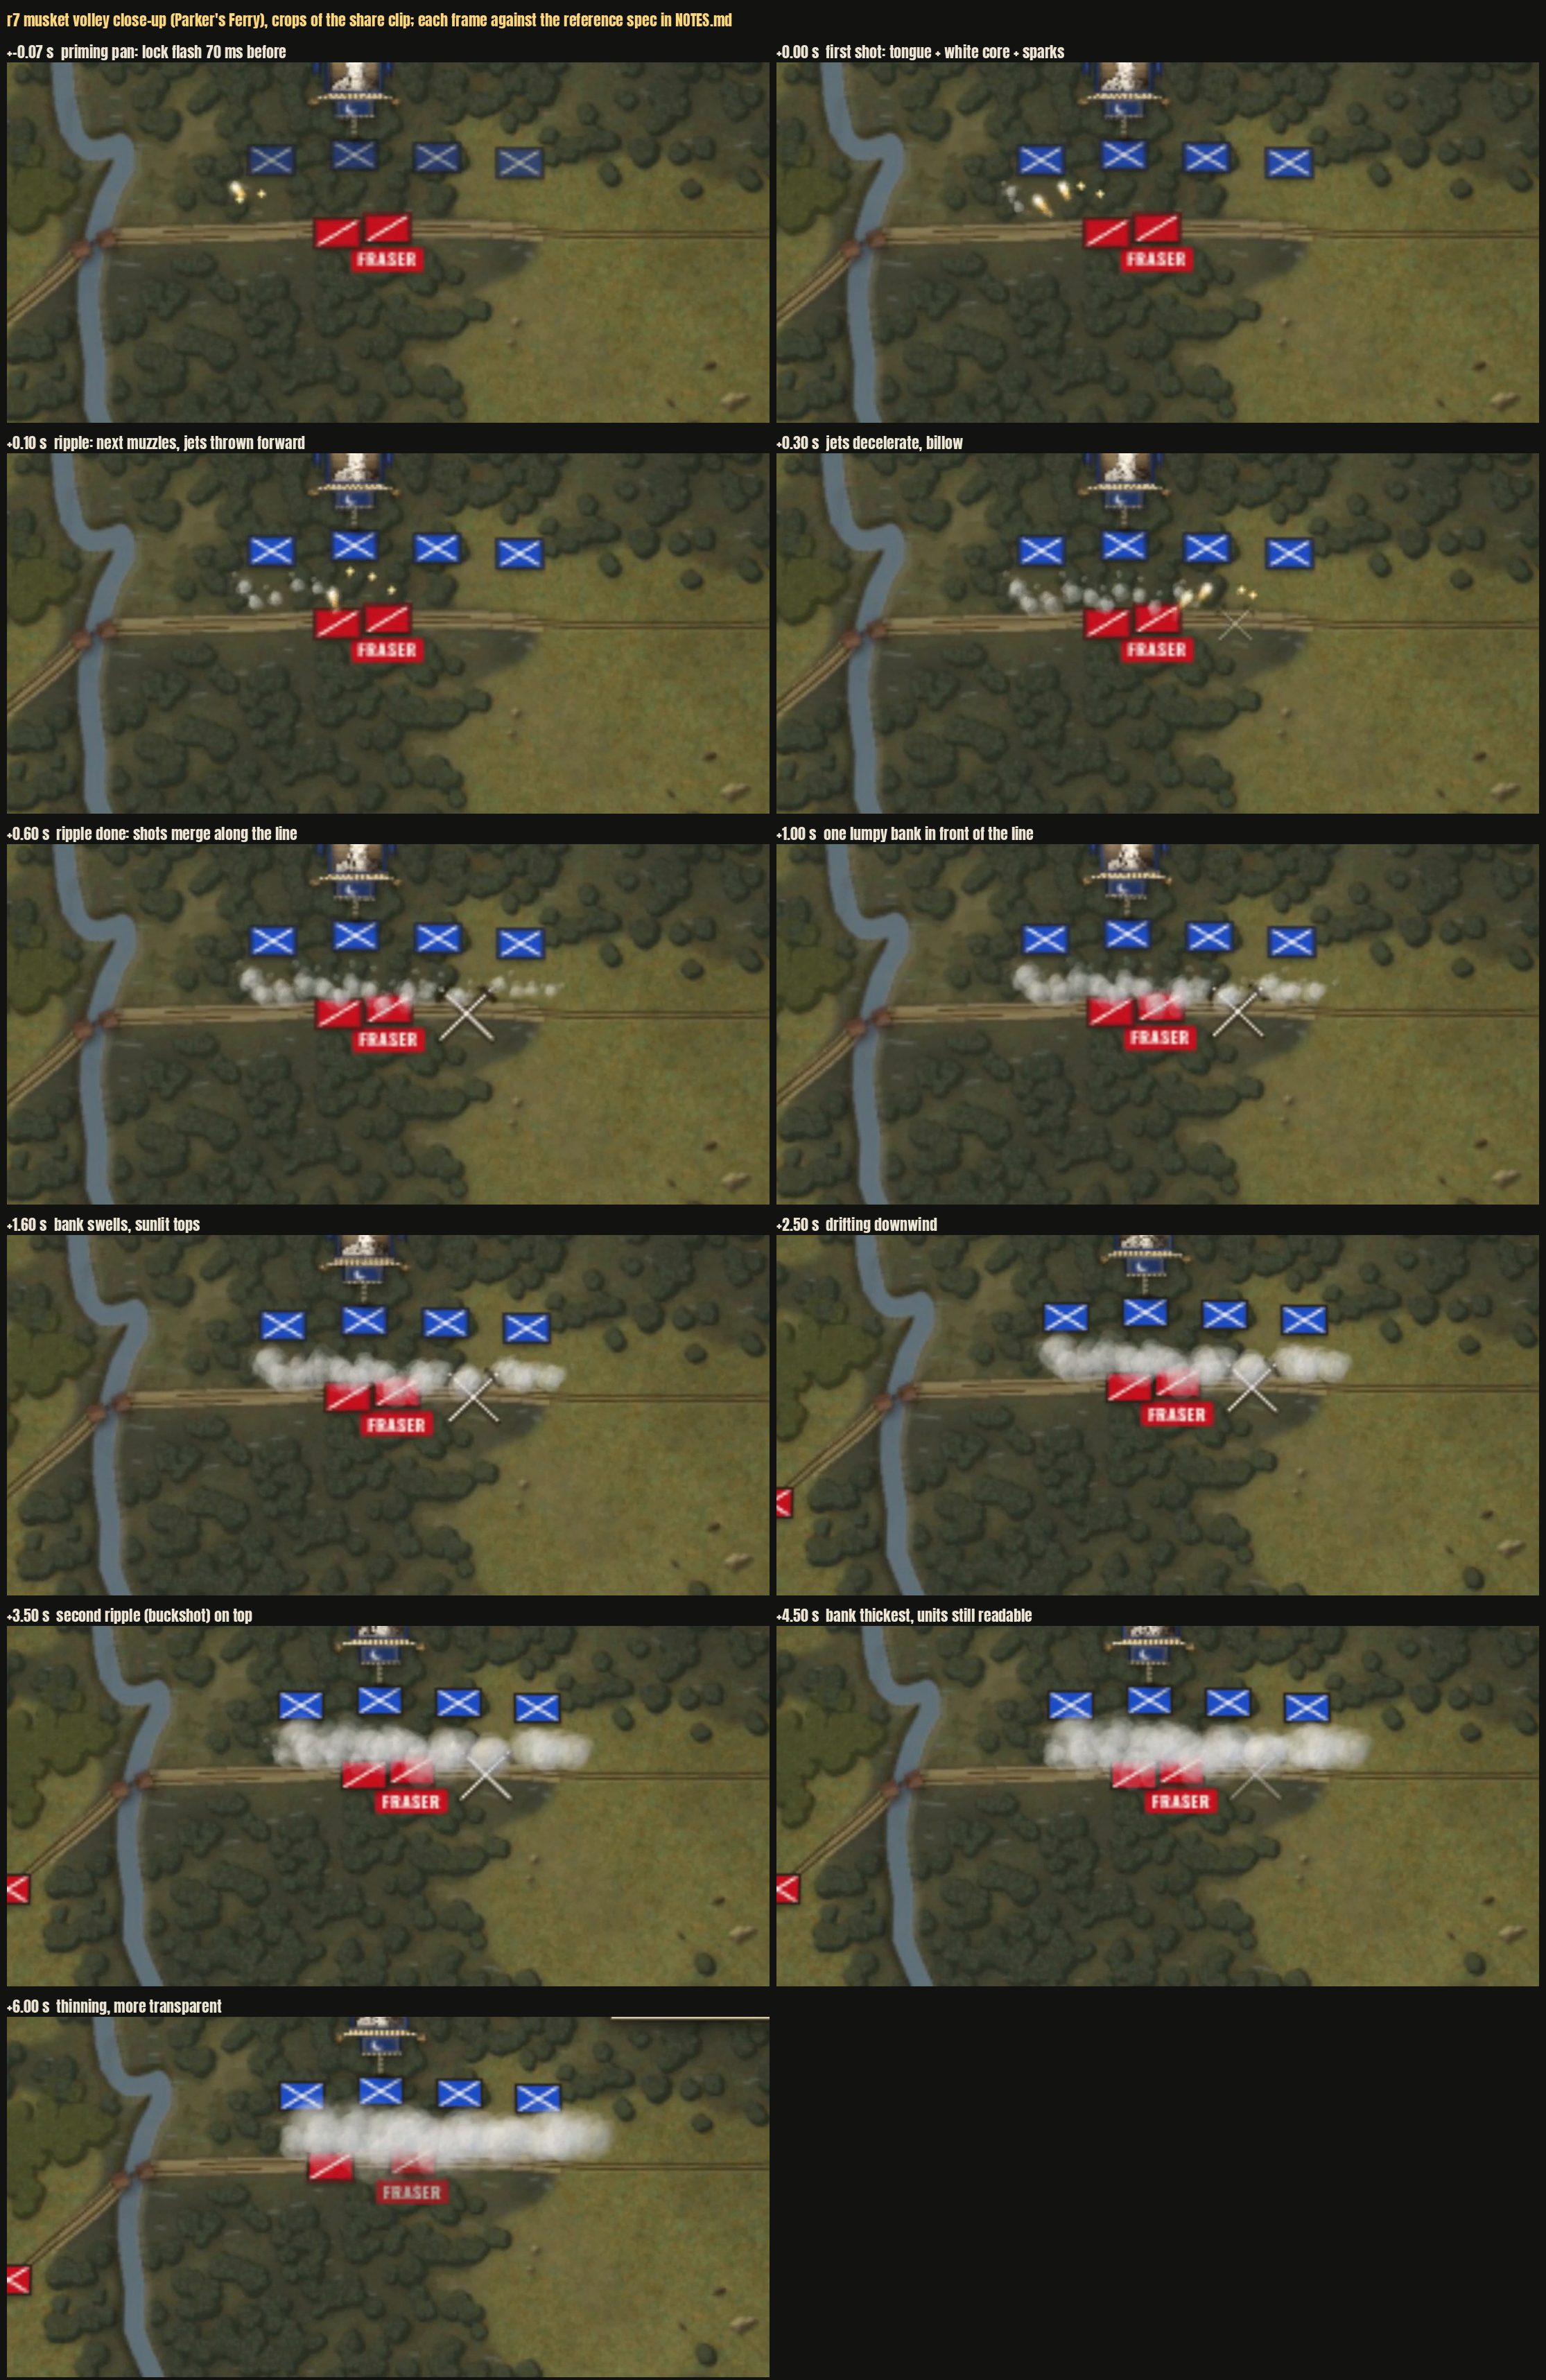 r7 musket volley close-up (Parker's Ferry), crops of the share clip; each frame against the reference spec in NOTES.md
+-0.07 s  priming pan: lock flash 70 ms before
+0.00 s  first shot: tongue + white core + sparks
FRASER
FRASER
+0.10 s  ripple: next muzzles, jets thrown forward
+0.30 s  jets decelerate, billow
FRASER
FRASER
+0.60 s  ripple done: shots merge along the line
+1.00 s  one lumpy bank in front of the line
FRASER
FRASER
+1.60 s  bank swells, sunlit tops
+2.50 s  drifting downwind
FRASER
FRASER
+3.50 s  second ripple (buckshot) on top
+4.50 s  bank thickest, units still readable
FRASER
FRASER
+6.00 s  thinning, more transparent
FRASER